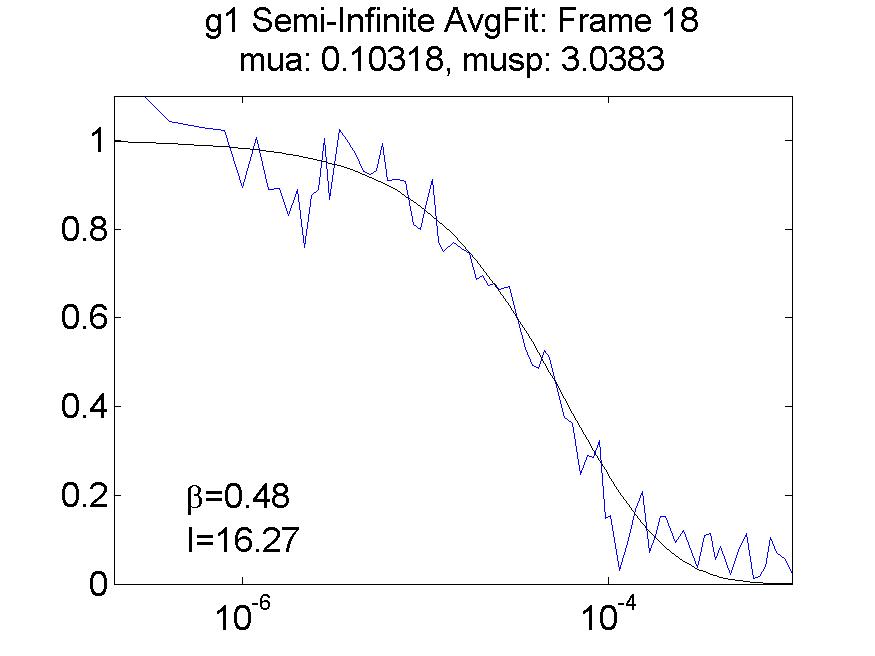 g1 Semi-Infinite AvgFit: Frame 18
mua: 0.10318, musp: 3.0383
1
0.8
0.6
0.4
0.2
0
β=0.48
I=16.27
10^-6
10^-4